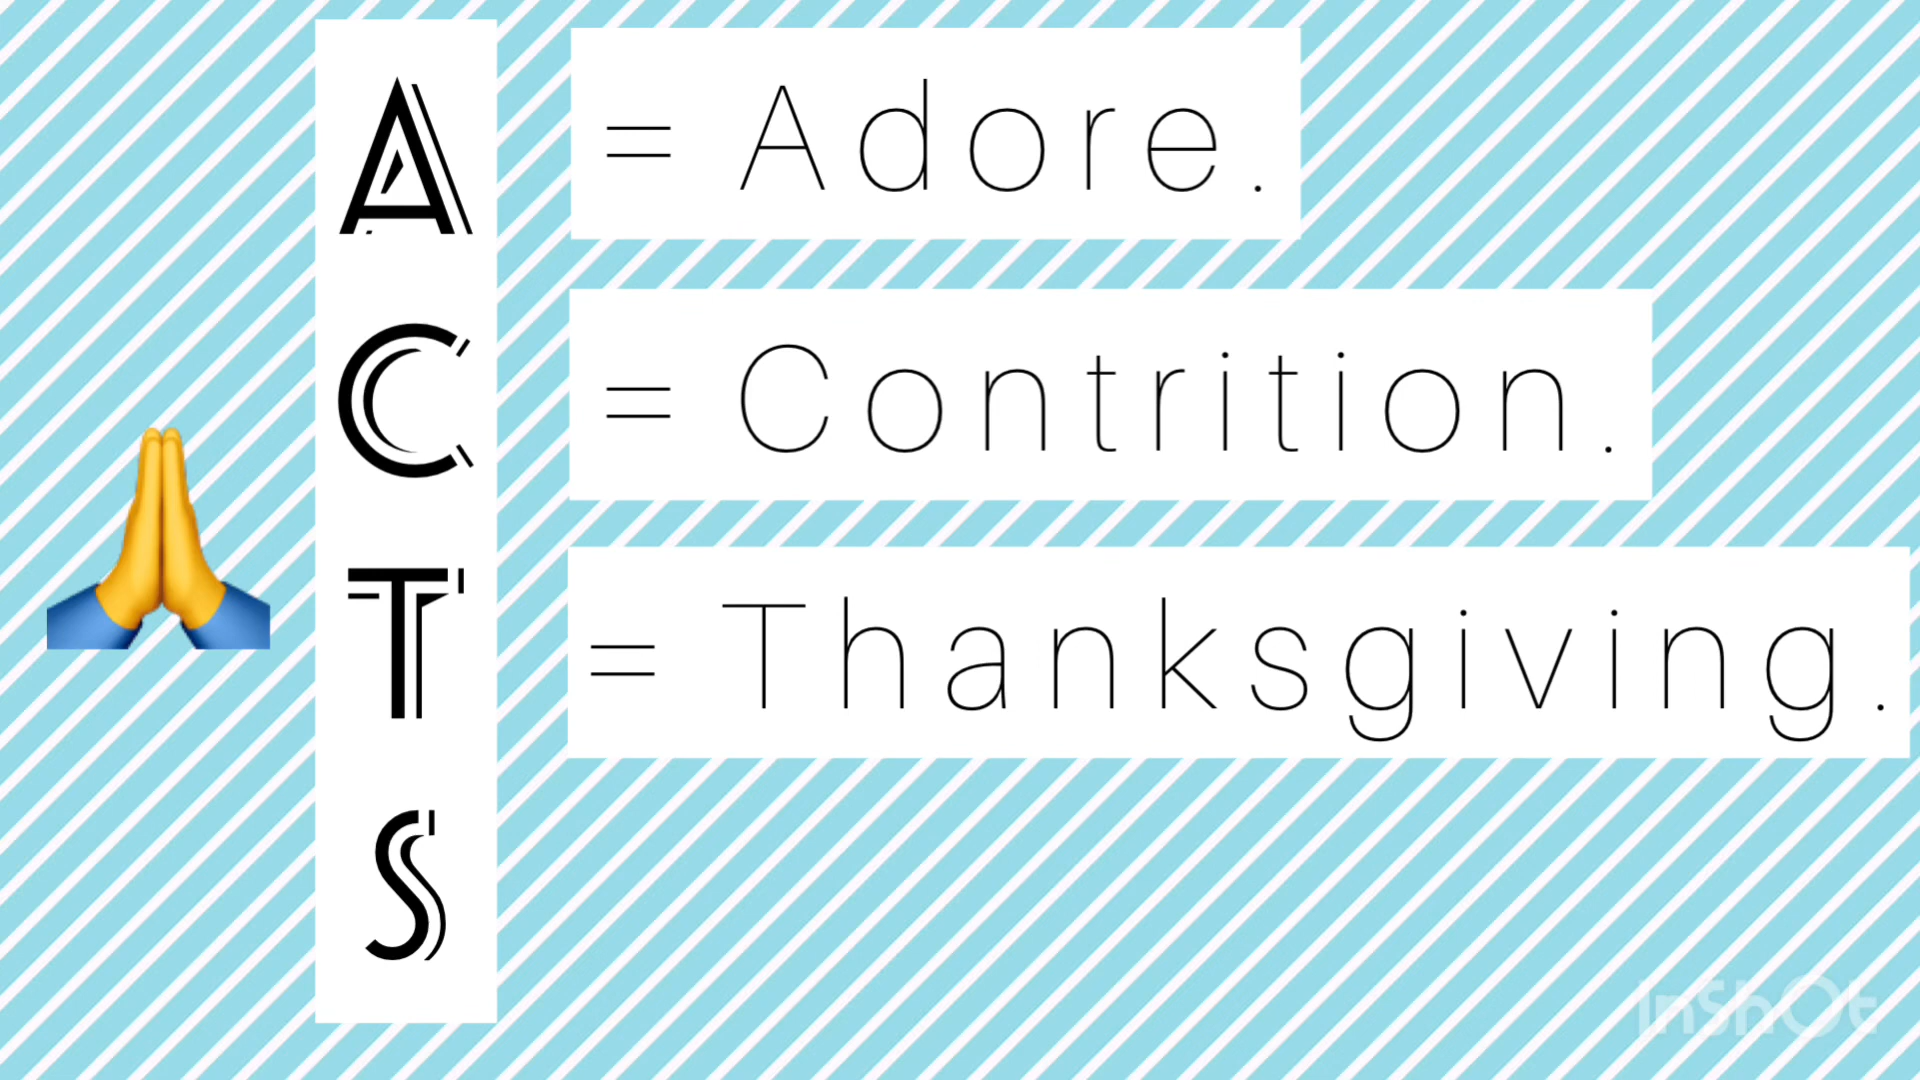 A = Adore.
C = Contrition.
T = Thanksgiving.
S
InShOt